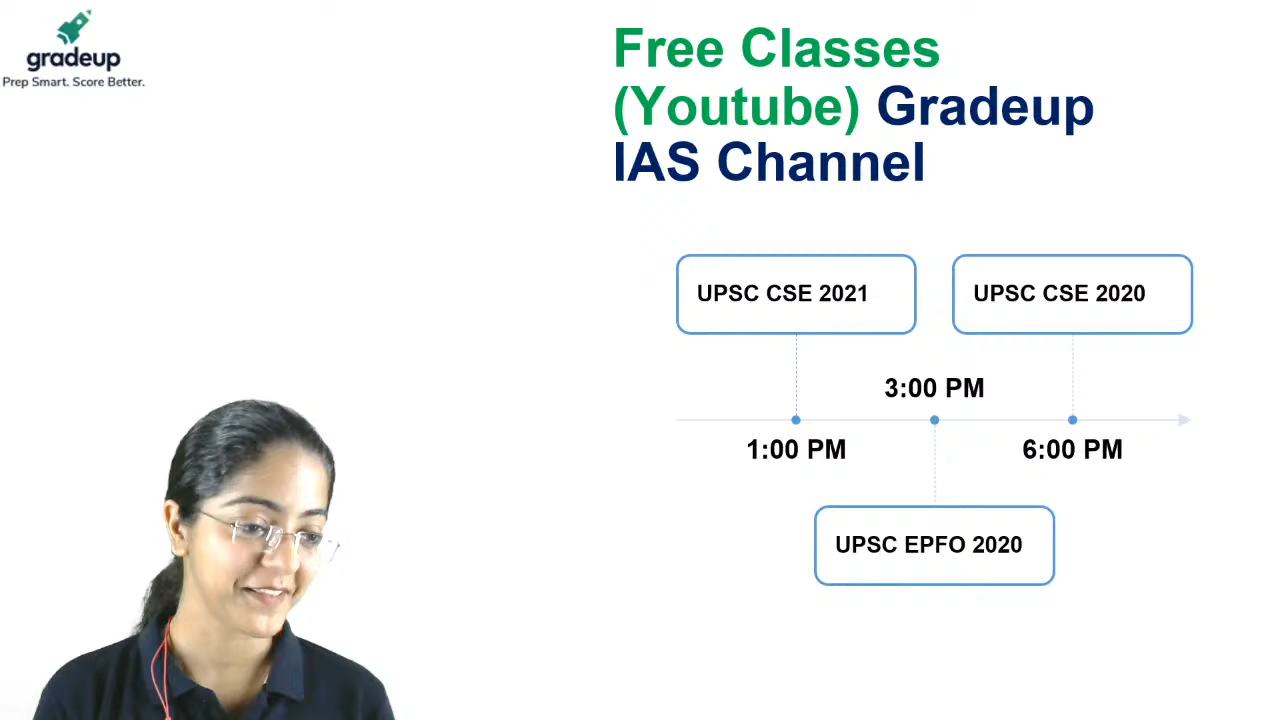 gradeup
Prep Smart. Score Better.
Free Classes
(Youtube) Gradeup
IAS Channel
UPSC CSE 2021
UPSC CSE 2020
3:00 PM
1:00 PM
6:00 PM
UPSC EPFO 2020